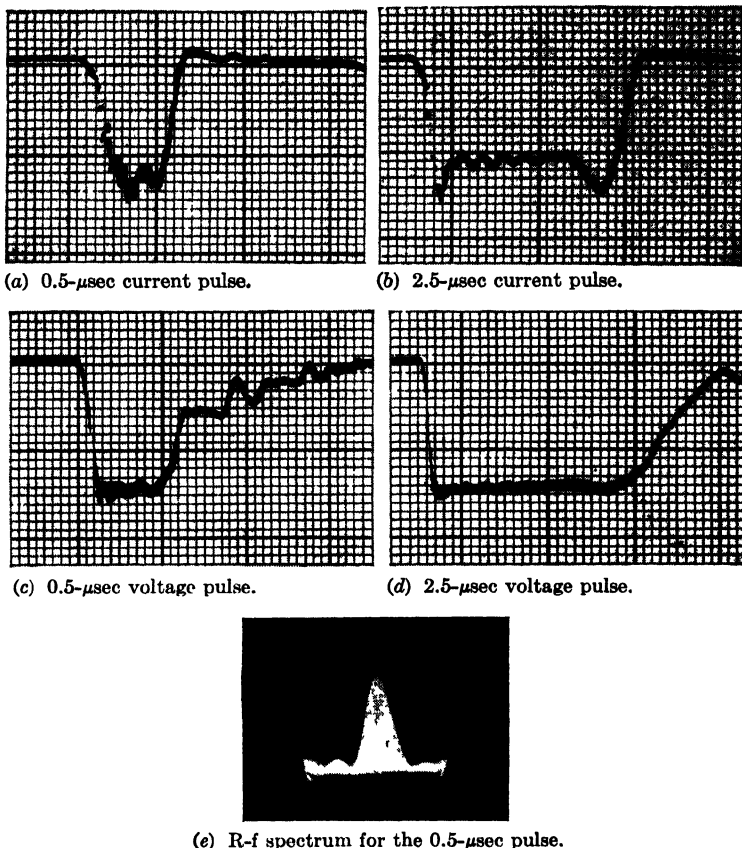 (a) 0.5-μsec current pulse.
(b) 2.5-μsec current pulse.
(c) 0.5-μsec voltage pulse.
(d) 2.5-μsec voltage pulse.
(e) R-f spectrum for the 0.5-μsec pulse.